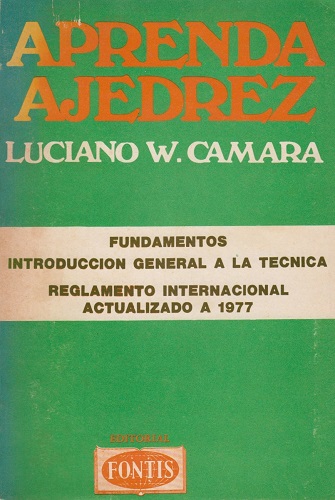 APRENDA
AJEDREZ
LUCIANO W. CAMARA
FUNDAMENTOS
INTRODUCCION GENERAL A LA TECNICA
REGLAMENTO INTERNACIONAL
ACTUALIZADO A 1977
EDITORIAL
FONTIS